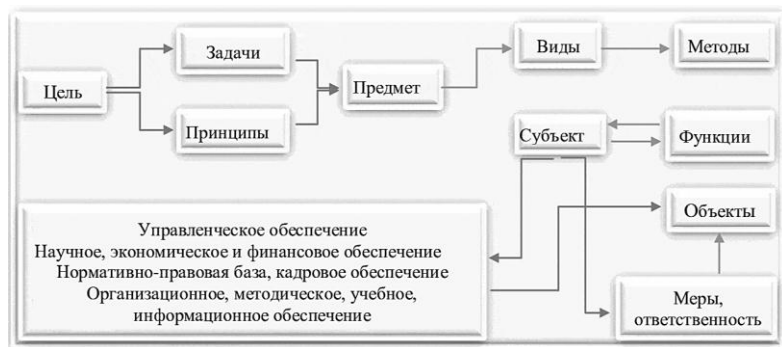 Цель
Задачи
Принципы
Предмет
Виды
Методы
Субъект
Функции
Управленческое обеспечение
Научное, экономическое и финансовое обеспечение
Нормативно-правовая база, кадровое обеспечение
Организационное, методическое, учебное,
информационное обеспечение
Объекты
Меры,
ответственность